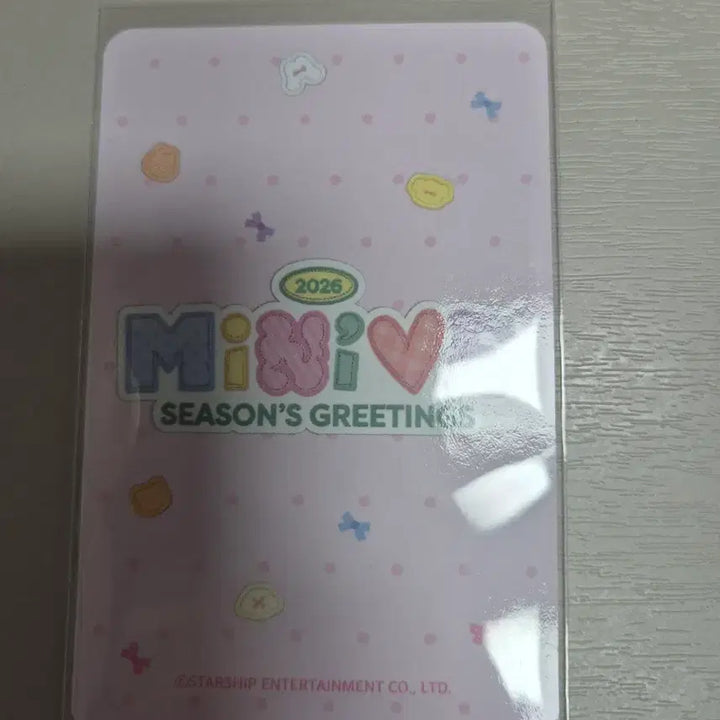 2026
MiNi'V
SEASON'S GREETINGS
©STARSHIP ENTERTAINMENT CO., LTD.